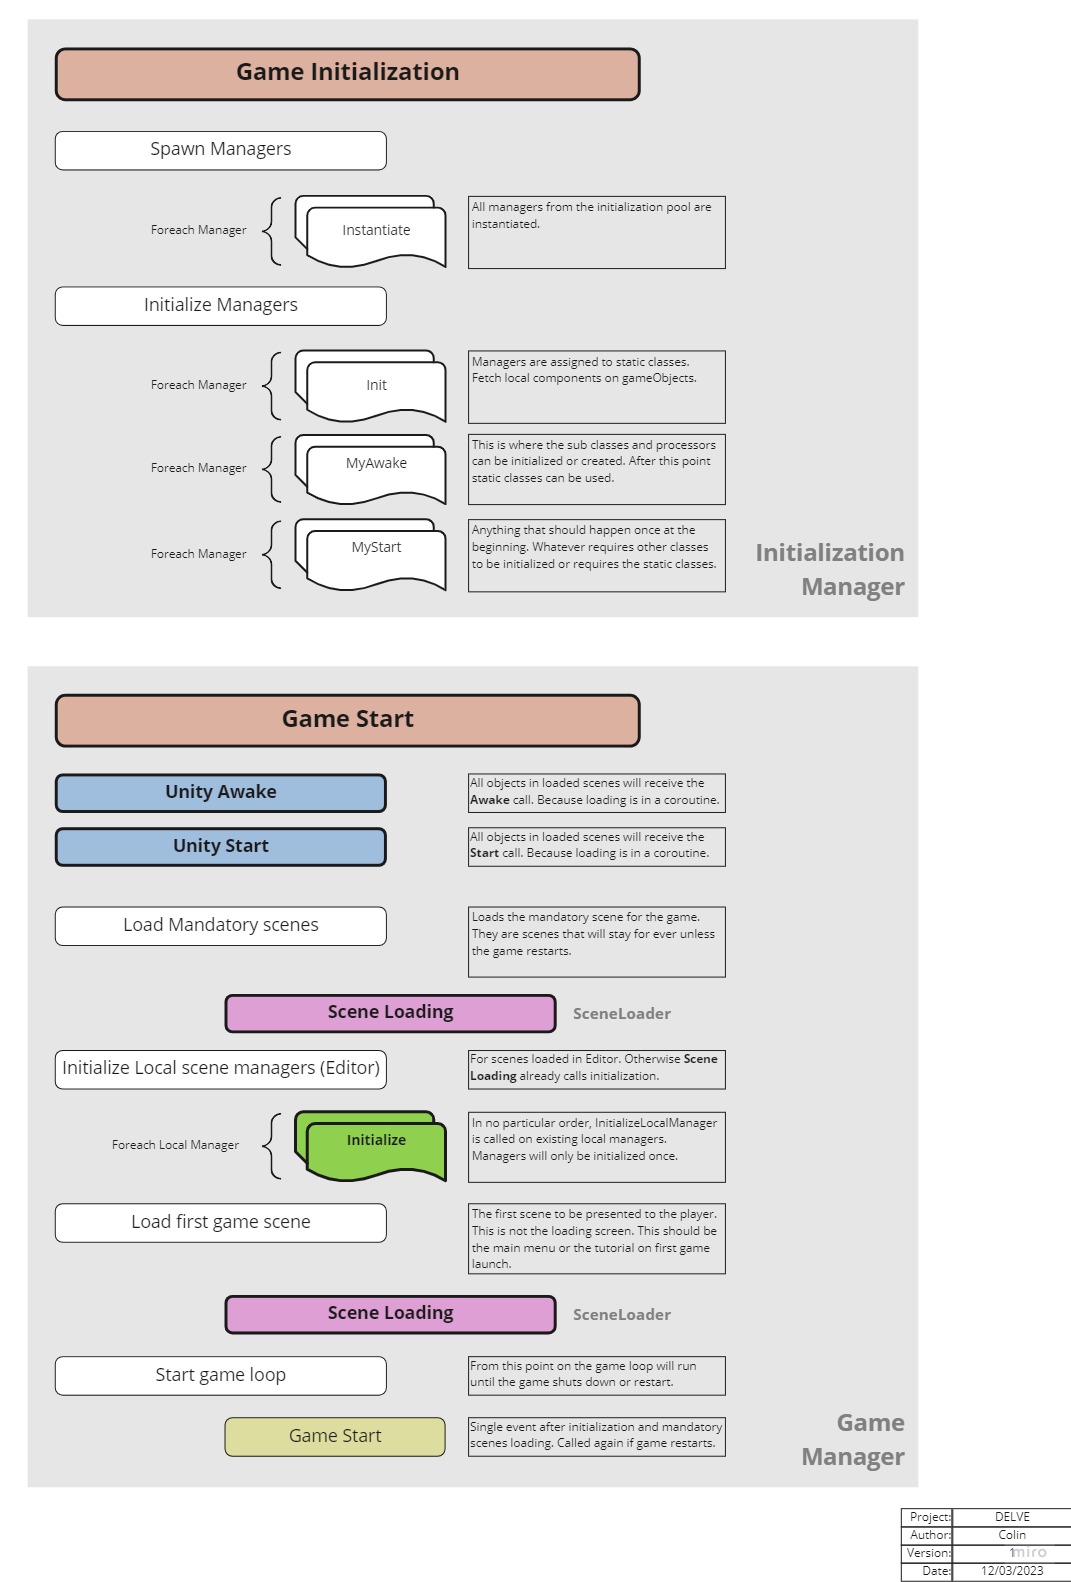 Game Initialization
Spawn Managers
Foreach Manager
Instantiate
All managers from the initialization pool are
instantiated.
Initialize Managers
Foreach Manager
Init
Managers are assigned to static classes.
Fetch local components on gameObjects.
Foreach Manager
MyAwake
This is where the sub classes and processors
can be initialized or created. After this point
static classes can be used.
Foreach Manager
MyStart
Anything that should happen once at the
beginning. Whatever requires other classes
to be initialized or requires the static classes.
Initialization
Manager
Game Start
Unity Awake
All objects in loaded scenes will receive the
Awake call. Because loading is in a coroutine.
Unity Start
All objects in loaded scenes will receive the
Start call. Because loading is in a coroutine.
Load Mandatory scenes
Loads the mandatory scene for the game.
They are scenes that will stay for ever unless
the game restarts.
Scene Loading
SceneLoader
Initialize Local scene managers (Editor)
For scenes loaded in Editor. Otherwise Scene
Loading already calls initialization.
Foreach Local Manager
Initialize
In no particular order, InitializeLocalManager
is called on existing local managers.
Managers will only be initialized once.
Load first game scene
The first scene to be presented to the player.
This is not the loading screen. This should be
the main menu or the tutorial on first game
launch.
Scene Loading
SceneLoader
Start game loop
From this point on the game loop will run
until the game shuts down or restart.
Game Start
Single event after initialization and mandatory
scenes loading. Called again if game restarts.
Game
Manager
Project: DELVE
Author: Colin
Version: 1
miro
Date: 12/03/2023